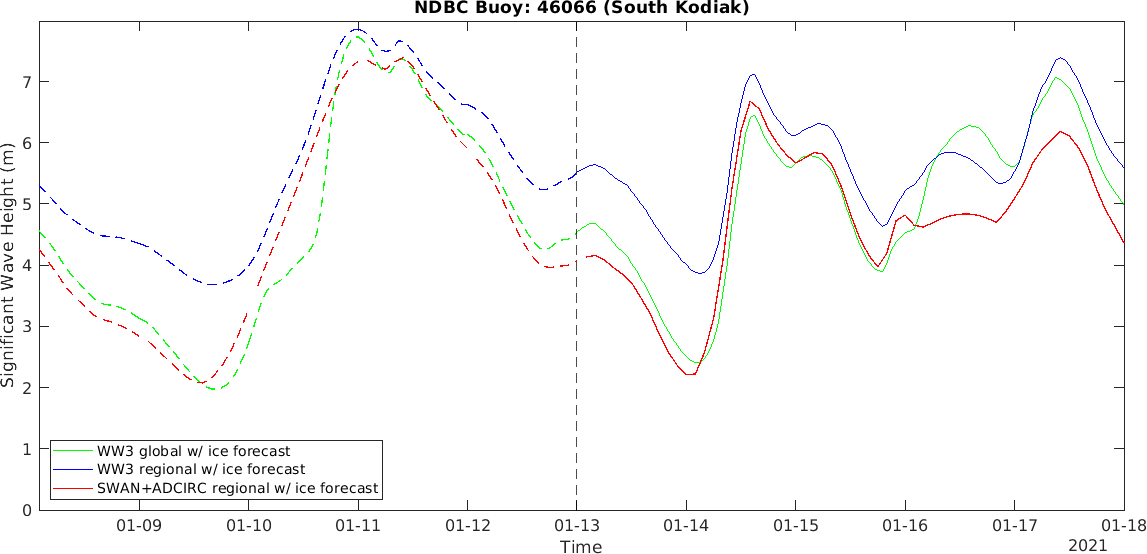 NDBC Buoy: 46066 (South Kodiak)
Significant Wave Height (m)
7
6
5
4
3
2
1
0
WW3 global w/ ice forecast
WW3 regional w/ ice forecast
SWAN+ADCIRC regional w/ ice forecast
01-09 01-10 01-11 01-12 01-13 01-14 01-15 01-16 01-17 01-18
Time
2021